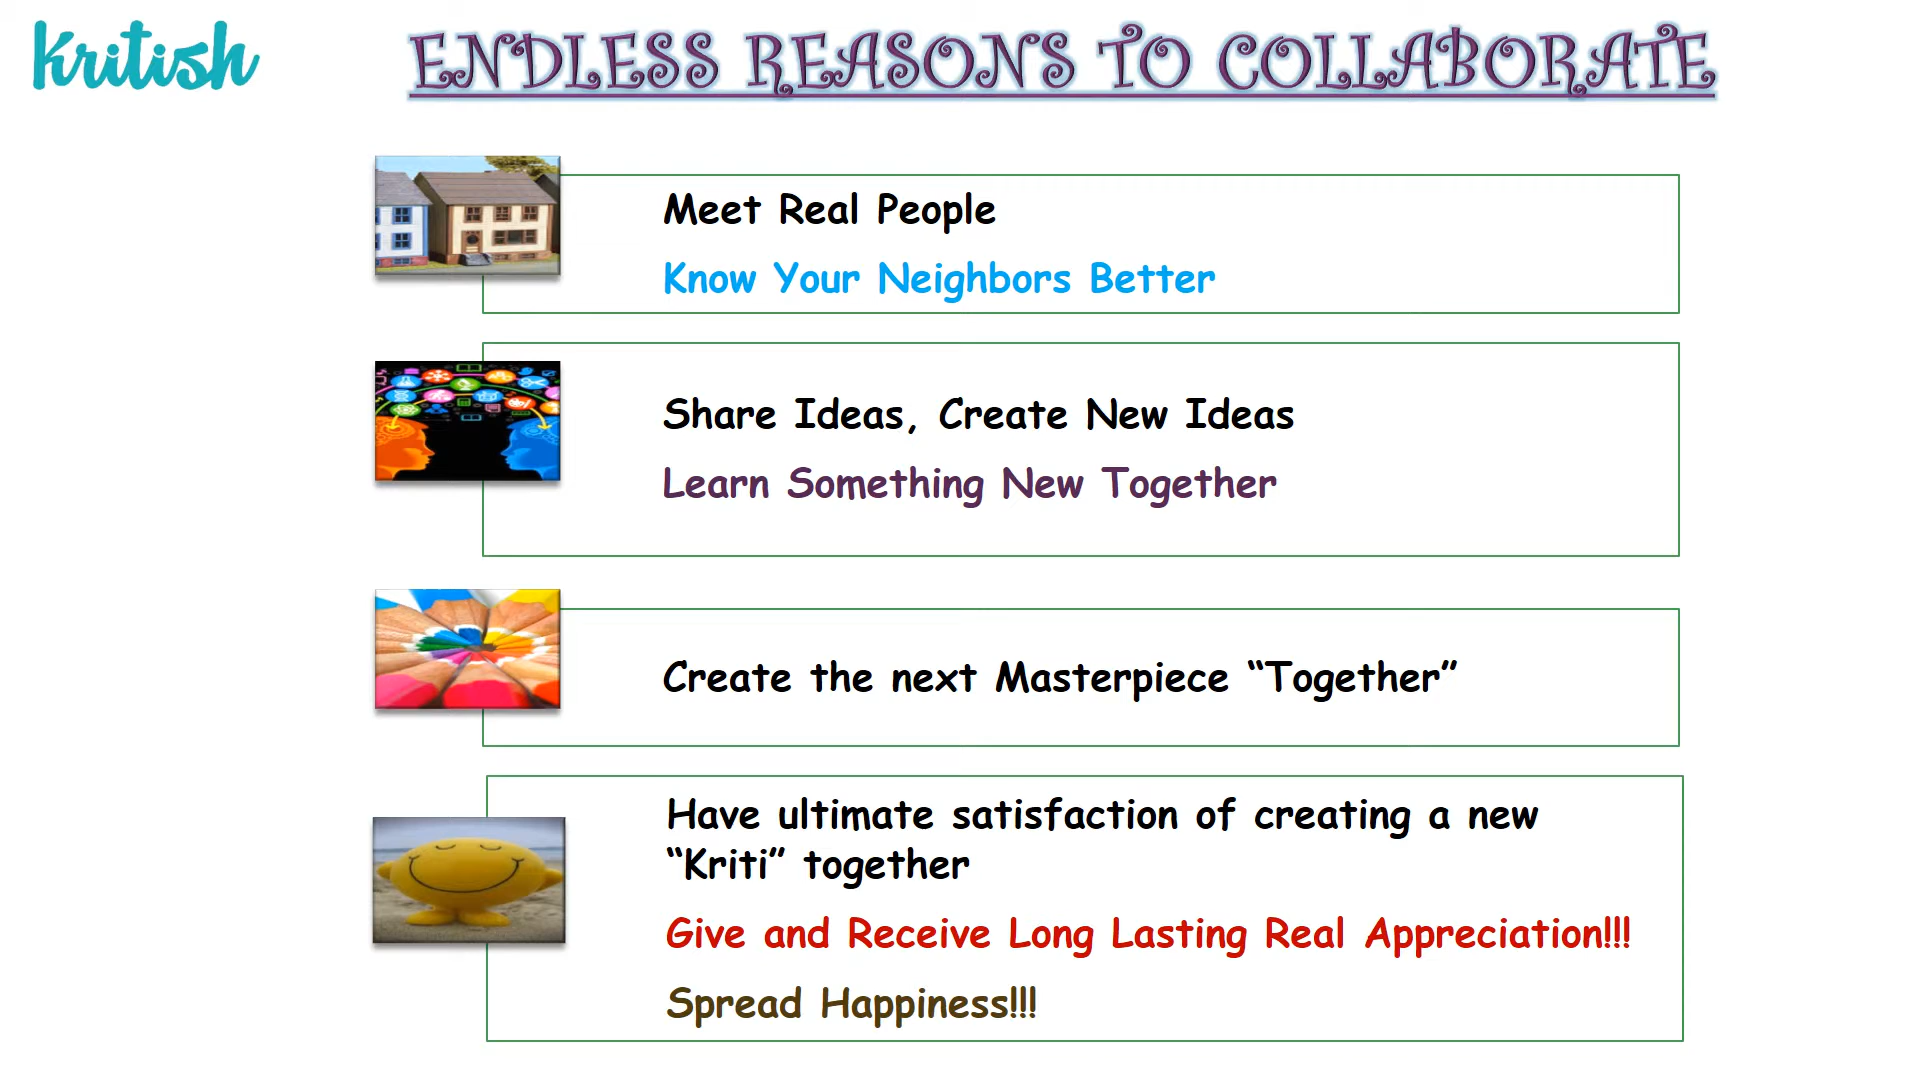 Kritish
ENDLESS REASONS TO COLLABORATE
Meet Real People
Know Your Neighbors Better
Share Ideas, Create New Ideas
Learn Something New Together
Create the next Masterpiece “Together”
Have ultimate satisfaction of creating a new
“Kriti” together
Give and Receive Long Lasting Real Appreciation!!!
Spread Happiness!!!